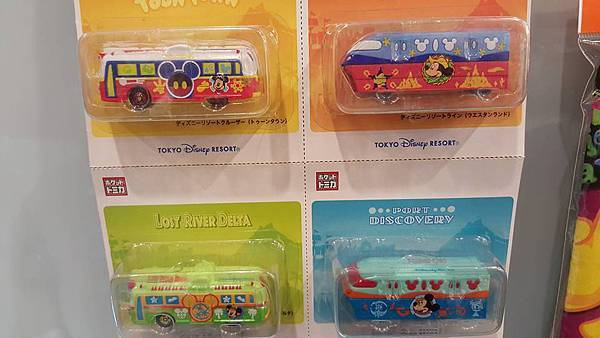 TOON TOWN
ディズニーリゾートクルーザー (トゥーンタウン)
ディズニーリゾートライン (ウエスタンランド)
TOKYO Disney RESORT®
TOKYO Disney RESORT®
ポケット
トミカ
ポケット
トミカ
LOST RIVER DELTA
PORT
DISCOVERY